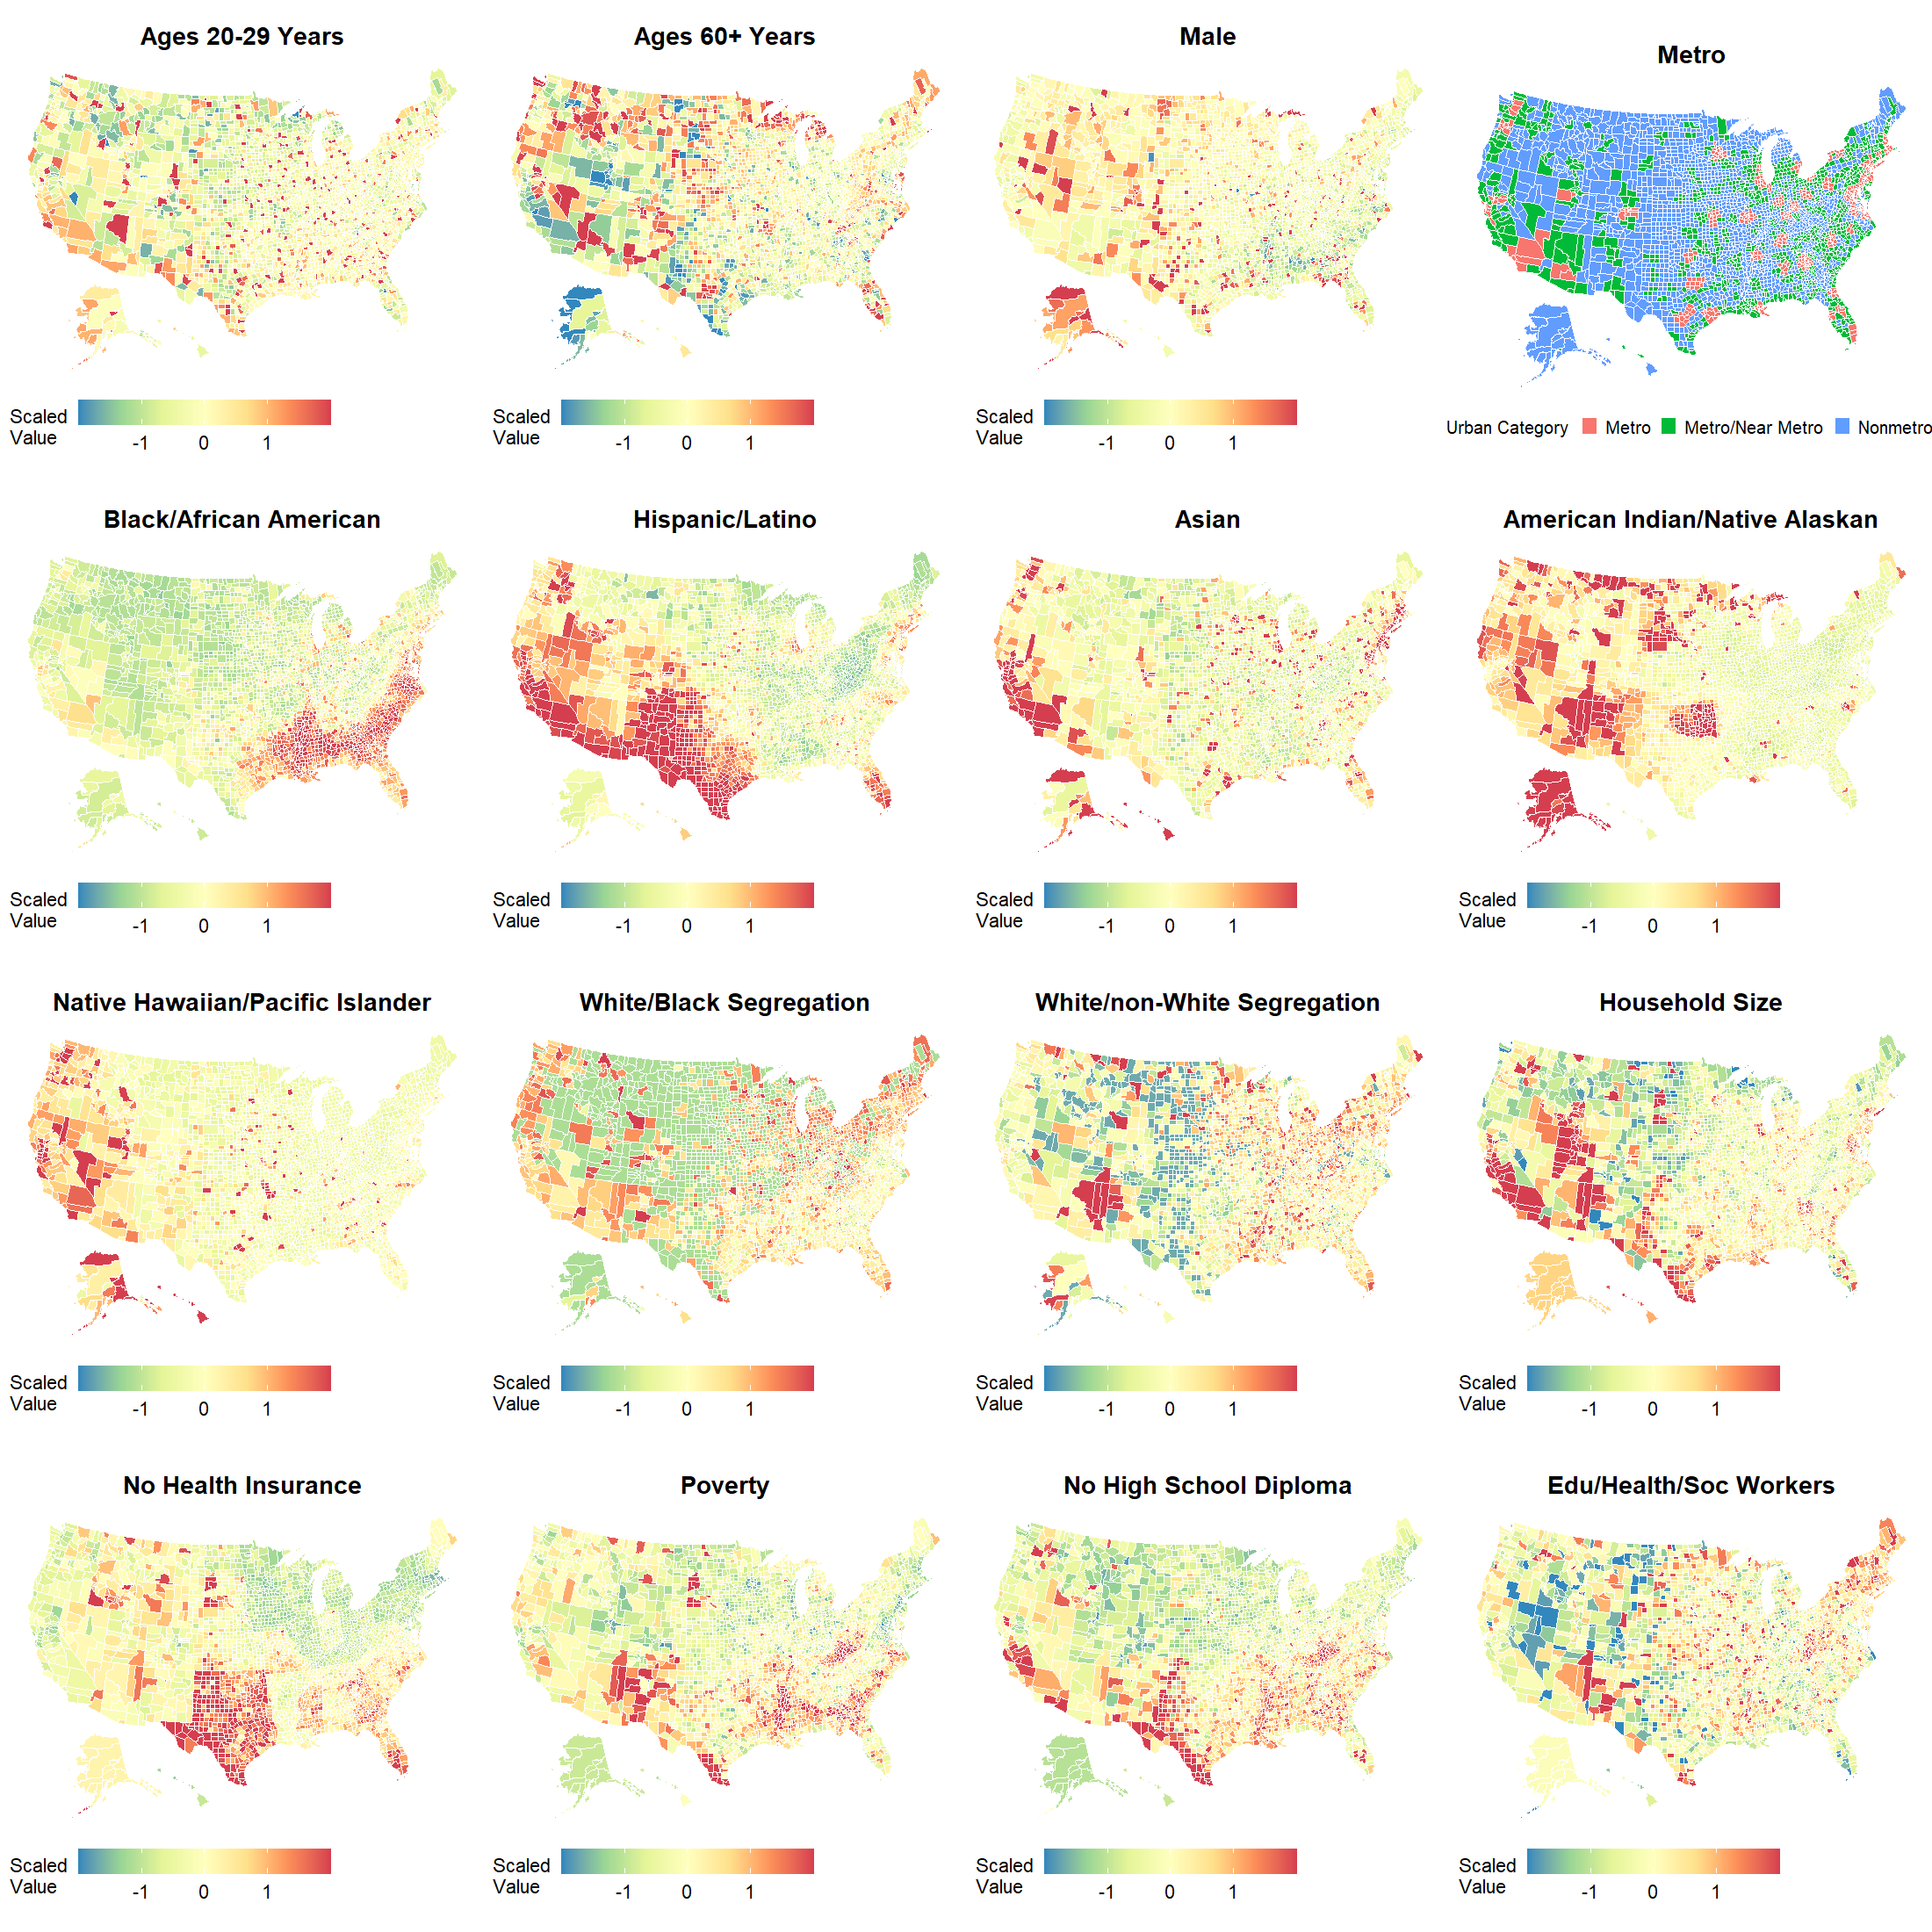 Ages 20-29 Years
Ages 60+ Years
Male
Metro
Scaled
Value
-1 0 1
Scaled
Value
-1 0 1
Scaled
Value
-1 0 1
Urban Category Metro Metro/Near Metro Nonmetro
Black/African American
Hispanic/Latino
Asian
American Indian/Native Alaskan
Scaled
Value
-1 0 1
Scaled
Value
-1 0 1
Scaled
Value
-1 0 1
Scaled
Value
-1 0 1
Native Hawaiian/Pacific Islander
White/Black Segregation
White/non-White Segregation
Household Size
Scaled
Value
-1 0 1
Scaled
Value
-1 0 1
Scaled
Value
-1 0 1
Scaled
Value
-1 0 1
No Health Insurance
Poverty
No High School Diploma
Edu/Health/Soc Workers
Scaled
Value
-1 0 1
Scaled
Value
-1 0 1
Scaled
Value
-1 0 1
Scaled
Value
-1 0 1